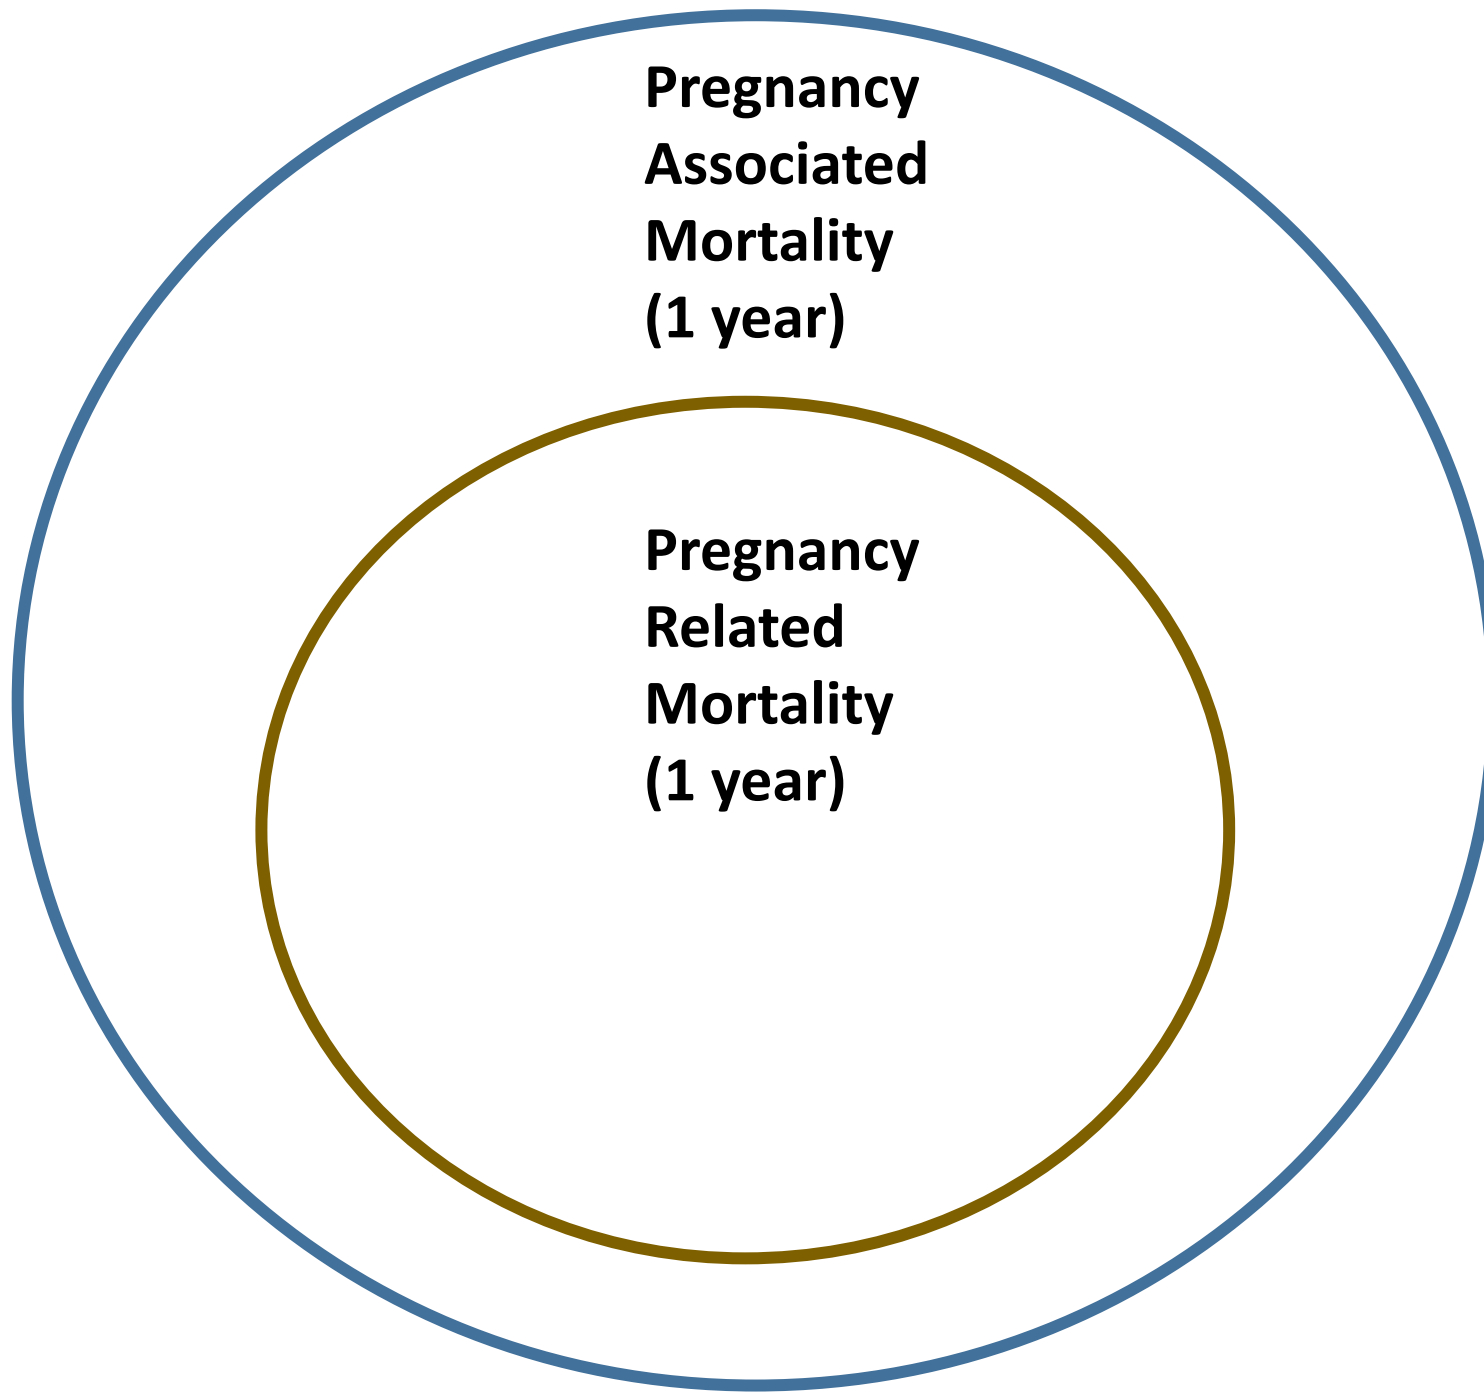 Pregnancy
Associated
Mortality
(1 year)
Pregnancy
Related
Mortality
(1 year)